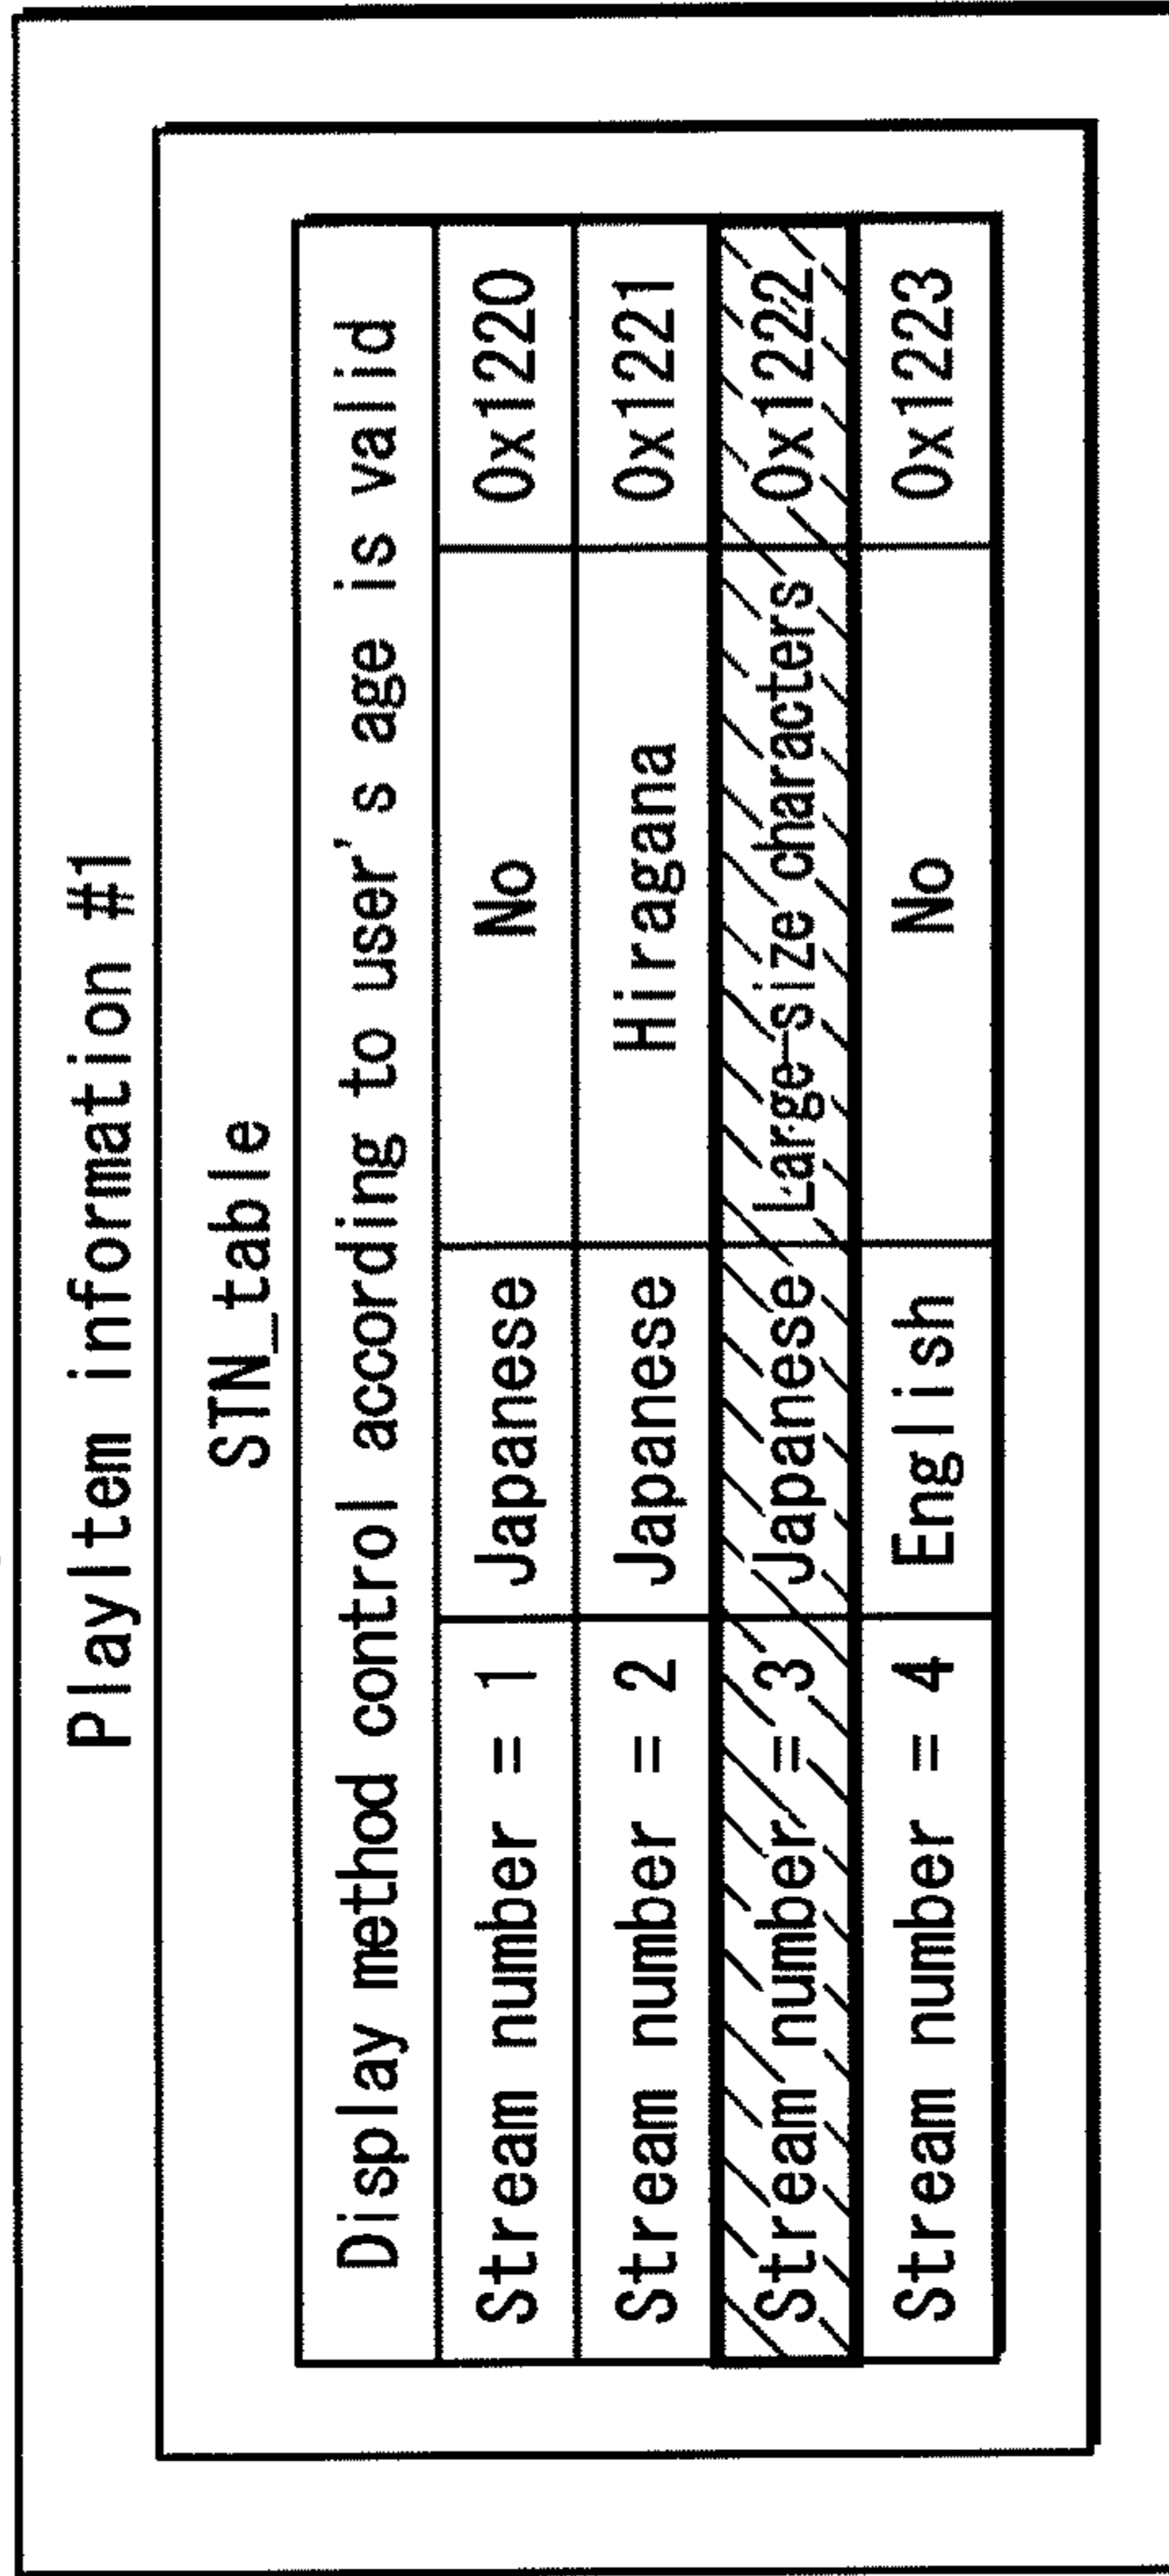 PlayItem information #1
STN_table
Display method control according to user's age is valid
Stream number = 1 Japanese No 0x1220
Stream number = 2 Japanese Hiragana 0x1221
Stream number = 3 Japanese Large-size characters 0x1222
Stream number = 4 English No 0x1223